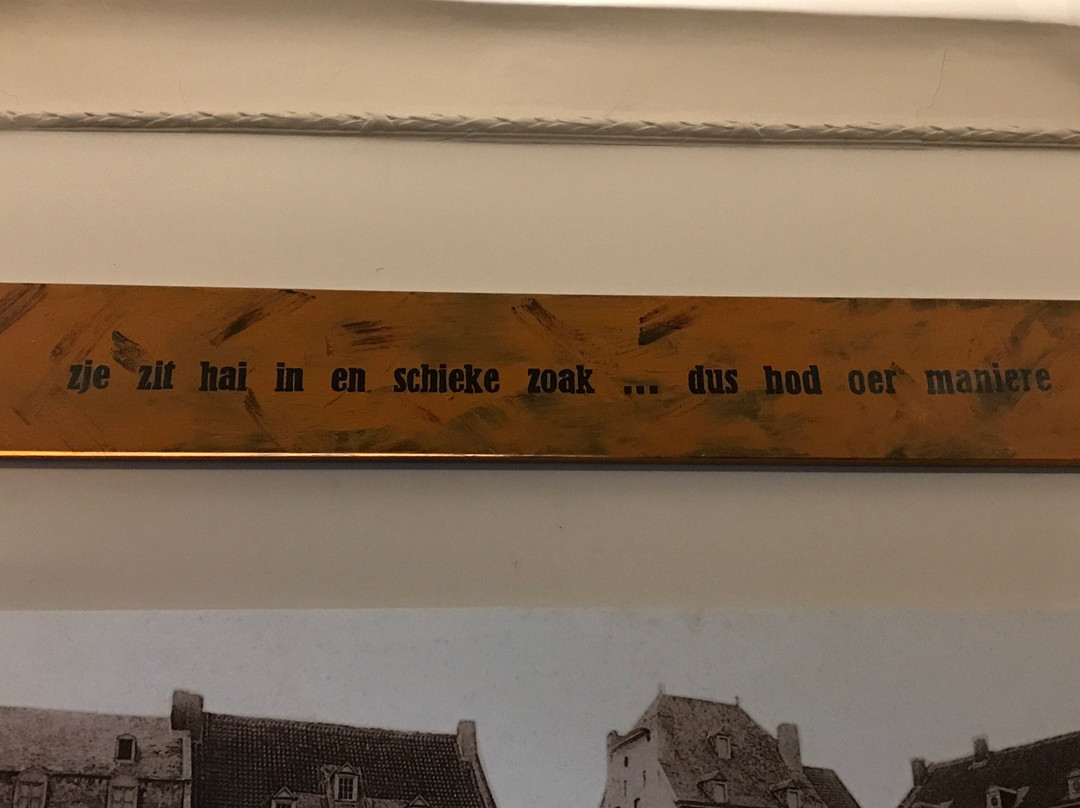 zje zit hai in en schieke zoak ... dus hod oer maniere